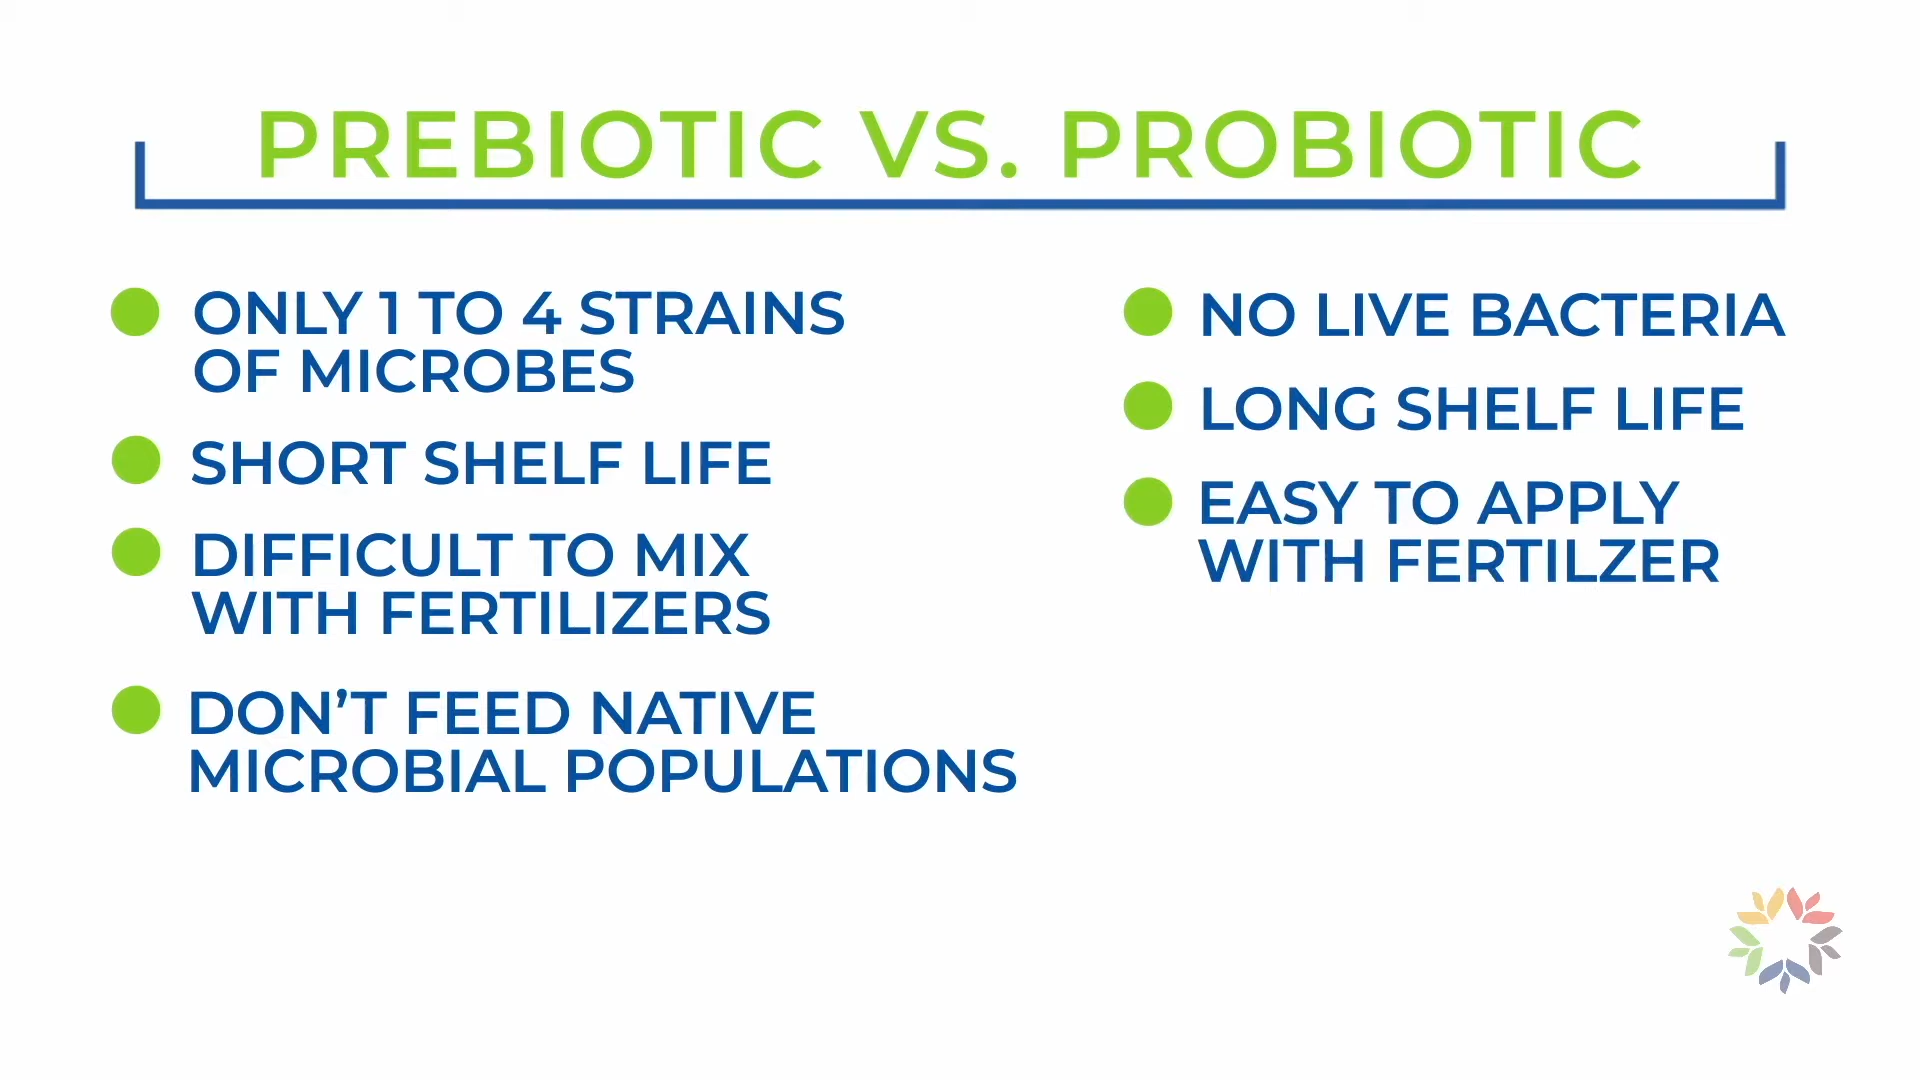 PREBIOTIC VS. PROBIOTIC
ONLY 1 TO 4 STRAINS
OF MICROBES
SHORT SHELF LIFE
DIFFICULT TO MIX
WITH FERTILIZERS
DON’T FEED NATIVE
MICROBIAL POPULATIONS
NO LIVE BACTERIA
LONG SHELF LIFE
EASY TO APPLY
WITH FERTILZER